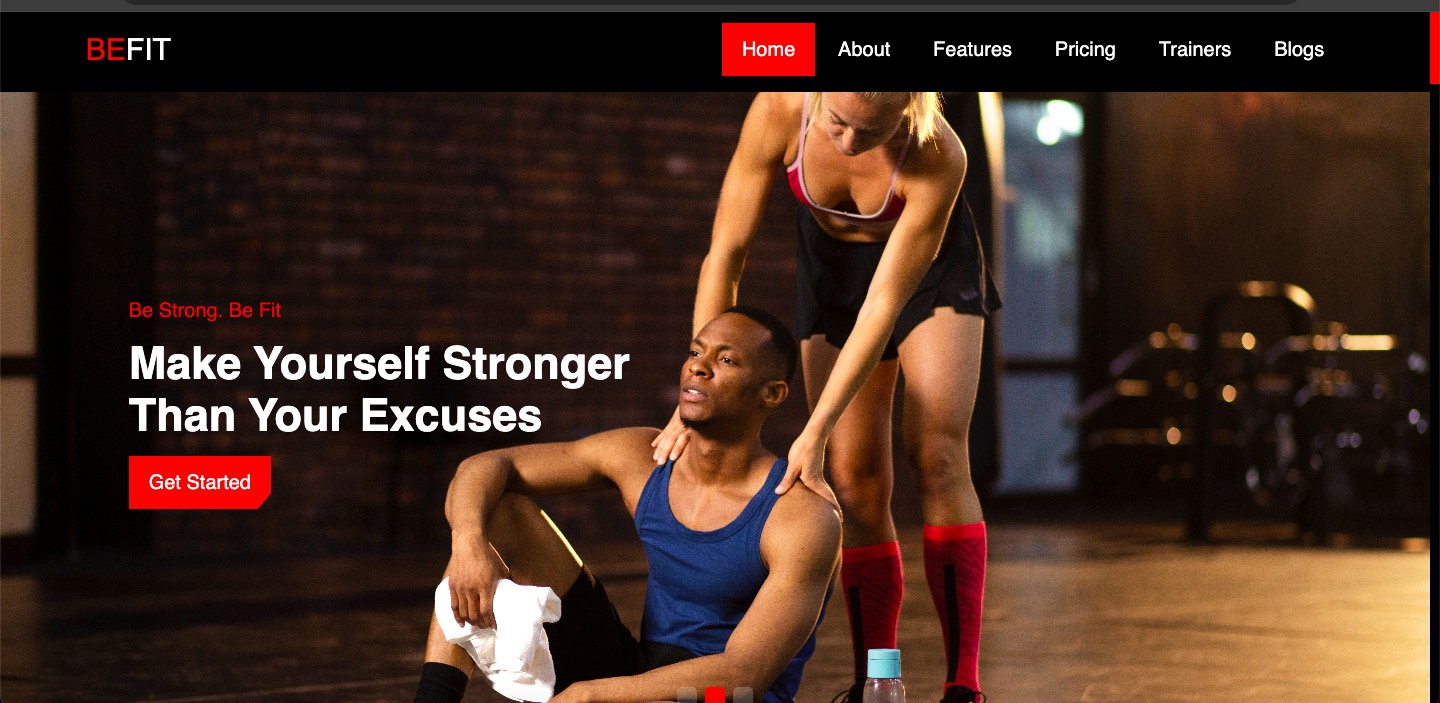 BEFIT
Home About Features Pricing Trainers Blogs
Be Strong. Be Fit
Make Yourself Stronger
Than Your Excuses
Get Started